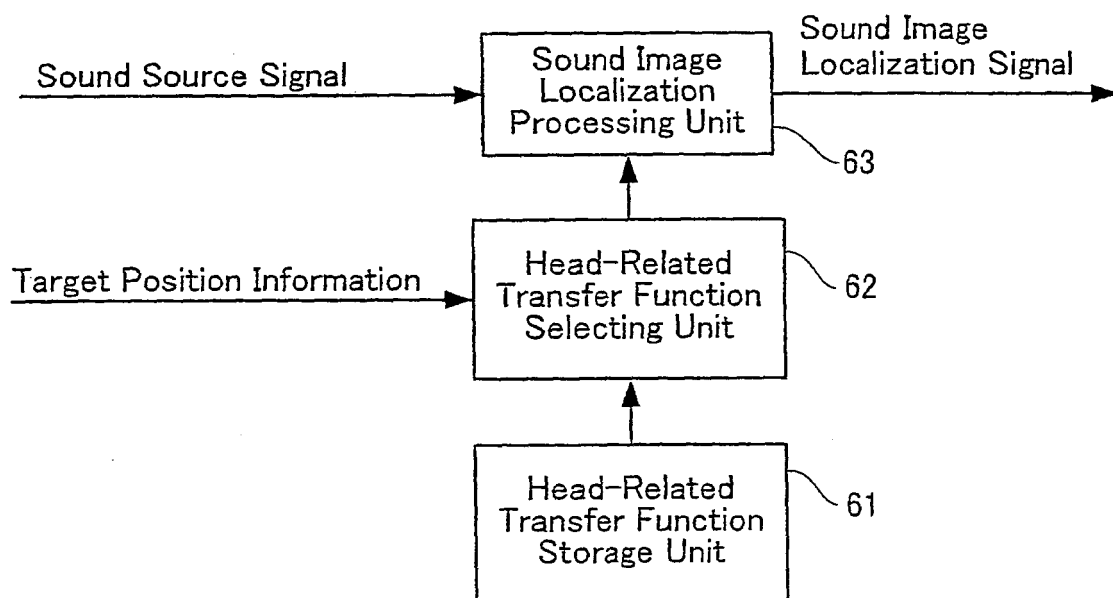 Sound Source Signal
Sound Image
Localization
Processing Unit
Sound Image
Localization Signal
63
Target Position Information
Head-Related
Transfer Function
Selecting Unit
62
Head-Related
Transfer Function
Storage Unit
61